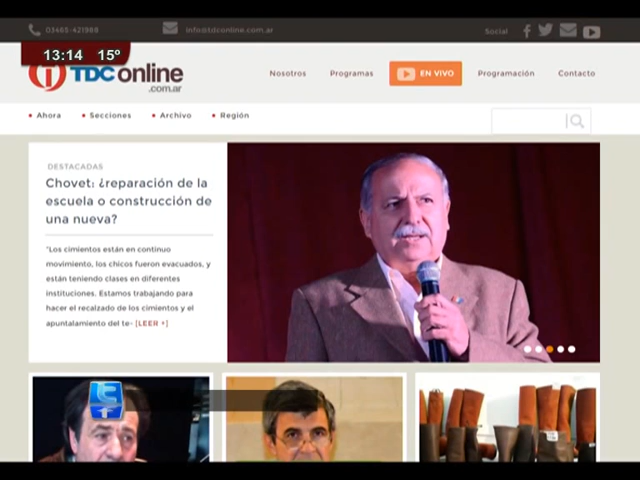 03465-421988 info@tdconline.com.ar Social
13:14 15º
TDC online
.com.ar
Nosotros Programas EN VIVO Programación Contacto
Ahora Secciones Archivo Región
DESTACADAS
Chovet: ¿reparación de la
escuela o construcción de
una nueva?
"Los cimientos están en continuo
movimiento, los chicos fueron evacuados, y
están teniendo clases en diferentes
instituciones. Estamos trabajando para
hacer el recalzado de los cimientos y el
apuntalamiento del te- [LEER +]